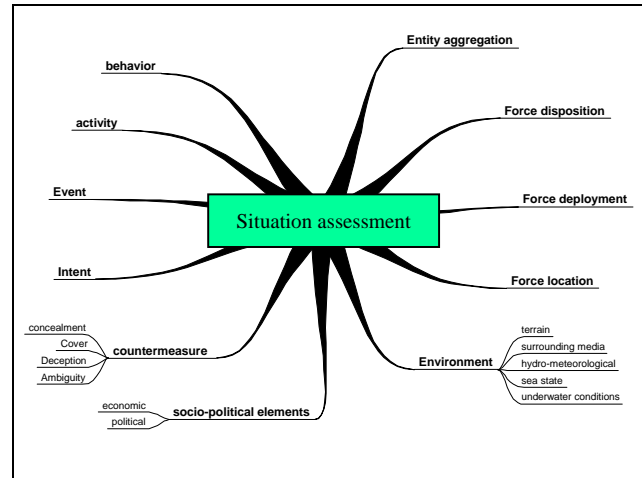 Entity aggregation
behavior
Force disposition
activity
Event
Force deployment
Situation assessment
Intent
Force location
concealment
Cover
Deception
Ambiguity
countermeasure
Environment
terrain
surrounding media
hydro-meteorological
sea state
underwater conditions
economic
political
socio-political elements